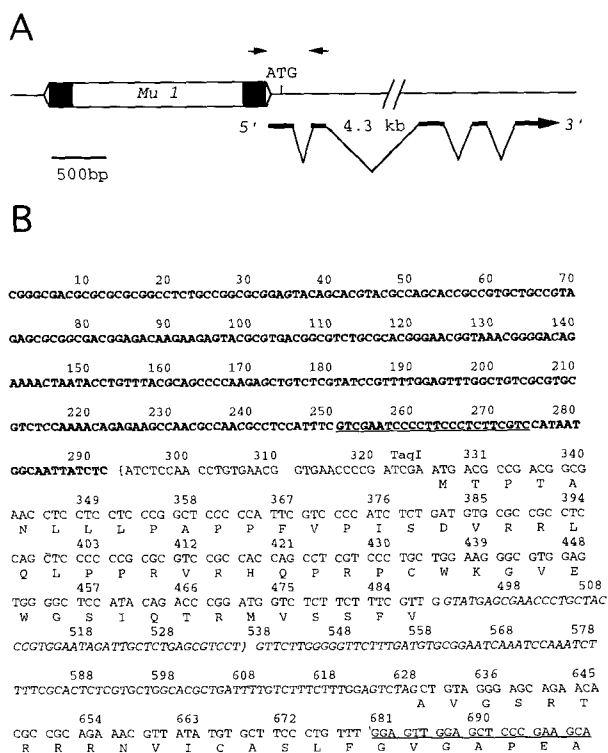 A
ATG
Mu 1
5'
4.3 kb
3'
500bp
B
10 20 30 40 50 60 70
CGGGCGACGCGCGCGCGGCCTCTGCCGGCGCGGAGTACAGCACGTACGCCAGCACCGCCGTGCTGCCGTA
80 90 100 110 120 130 140
GAGCGCGGCGACGGAGACAAGAAGAGTACGCGTGACGGCGTCTGCGCACGGGAACGGTAAACGGGGACAG
150 160 170 180 190 200 210
AAAACTAATACCTGTTTACGCAGCCCCAAGAGCTGTCTCGTATCCGTTTTGGAGTTTGGCTGTCGCGTGC
220 230 240 250 260 270 280
GTCTCCAAAACAGAGAAGCCAACGCCAACGCCTCCATTTCGTCGAATCCCCTTCCCTCTTCGTCCATAAT
290 300 310 320 TaqI 331 340
GGCAATTATCTC {ATCTCCAA CCTGTGAACG GTGAACCCCG ATCGA ATG ACG CCG ACG GCG
M T P T A
349 358 367 376 385 394
AAC CTC CTC CTC CCG GCT CCC CCA TTC GTC CCC ATC TCT GAT GTG CGC CGC CTC
N L L L P A P P F V P I S D V R R L
403 412 421 430 439 448
CAG CTC CCC CCG CGC GTC CGC CAC CAG CCT CGT CCC TGC TGG AAG GGC GTG GAG
Q L P P R V R H Q P R P C W K G V E
457 466 475 484 498 508
TGG GGC TCC ATA CAG ACC CGG ATG GTC TCT TCT TTC GTT G GTATGAGCGAACCCTGCTAC
W G S I Q T R M V S S F V
518 528 538 548 558 568 578
CCGTGGAATAGATTGCTCTGAGCGTCCT} GTTCTTGGGGGTTCTTTGATGTGCGGAATCAAATCCAAATCT
588 598 608 618 628 636 645
TTTCGCACTCTCGTGCTGGCACGCTGATTTTGTCTTTCTTTGGAGTCTAG CT GTA GGG AGC AGA ACA
A V G S R T
654 663 672 681 690
CGC CGC AGA AAC GTT ATA TGT GCT TCC CTG TTT GGA GTT GGA GCT CCC GAA GCA
R R R N V I C A S L F G V G A P E A